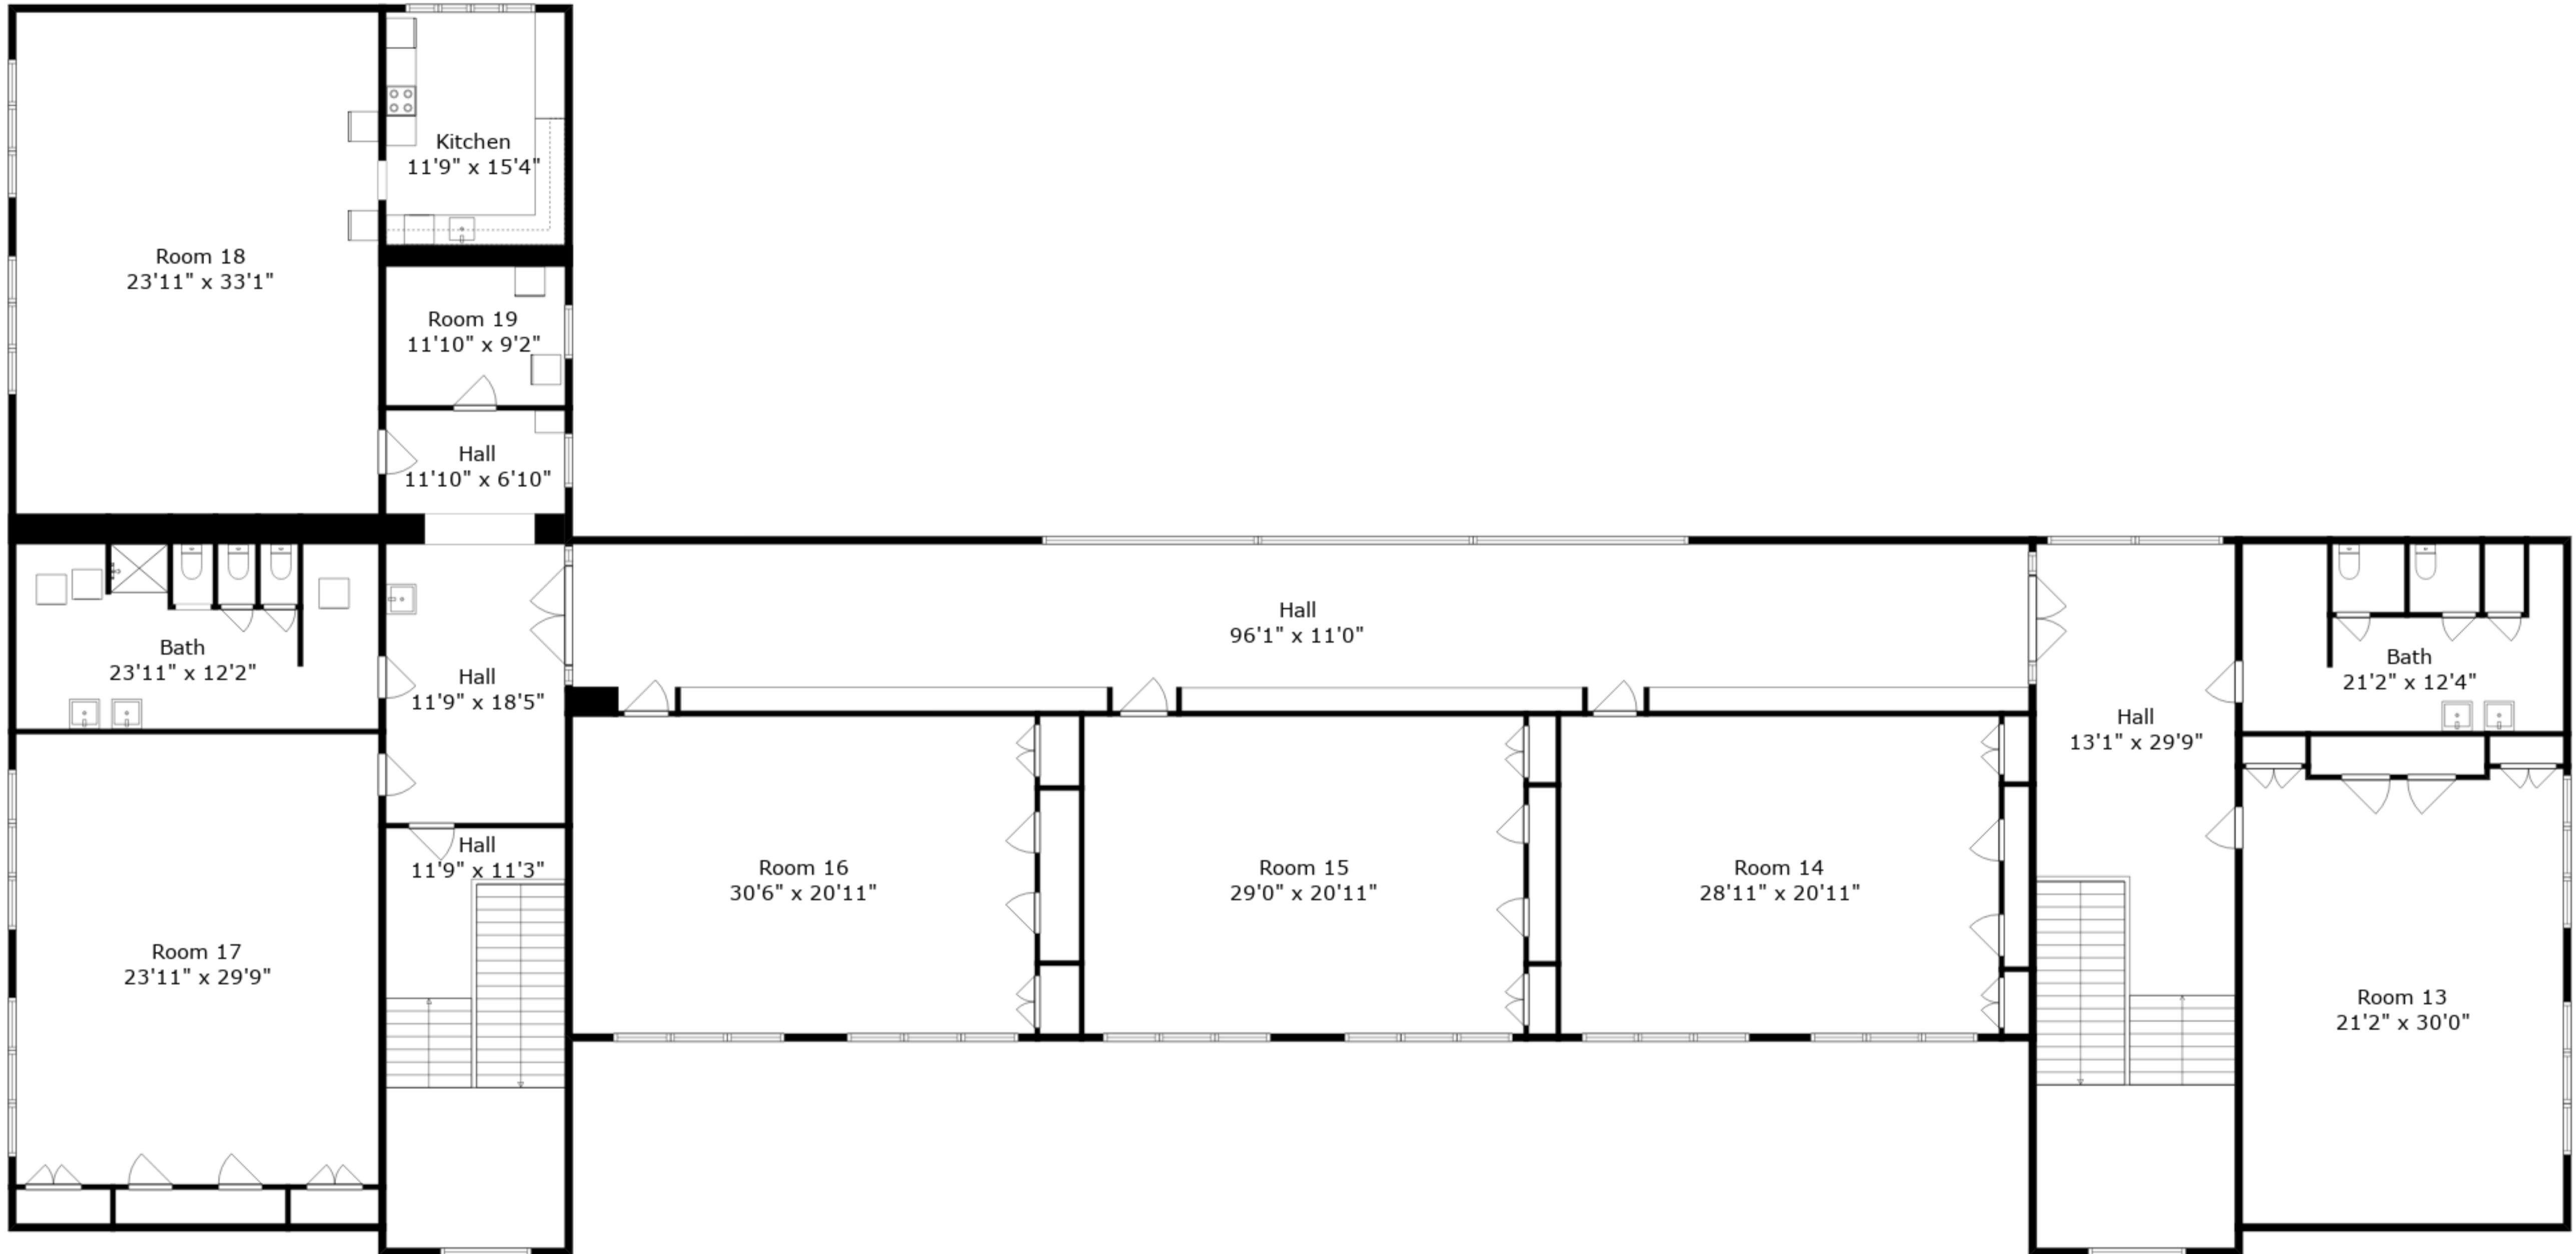 Kitchen
11'9" x 15'4"
Room 18
23'11" x 33'1"
Room 19
11'10" x 9'2"
Hall
11'10" x 6'10"
Hall
96'1" x 11'0"
Bath
23'11" x 12'2"
Hall
11'9" x 18'5"
Bath
21'2" x 12'4"
Hall
13'1" x 29'9"
Hall
11'9" x 11'3"
Room 16
30'6" x 20'11"
Room 15
29'0" x 20'11"
Room 14
28'11" x 20'11"
Room 17
23'11" x 29'9"
Room 13
21'2" x 30'0"